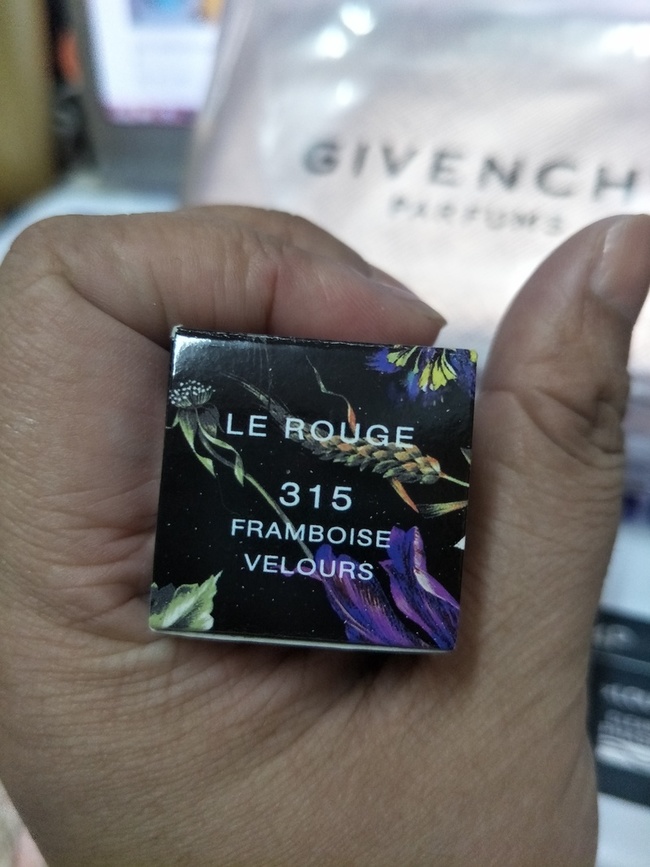 GIVENCH
PARFUMS
LE ROUGE
315
FRAMBOISE
VELOURS